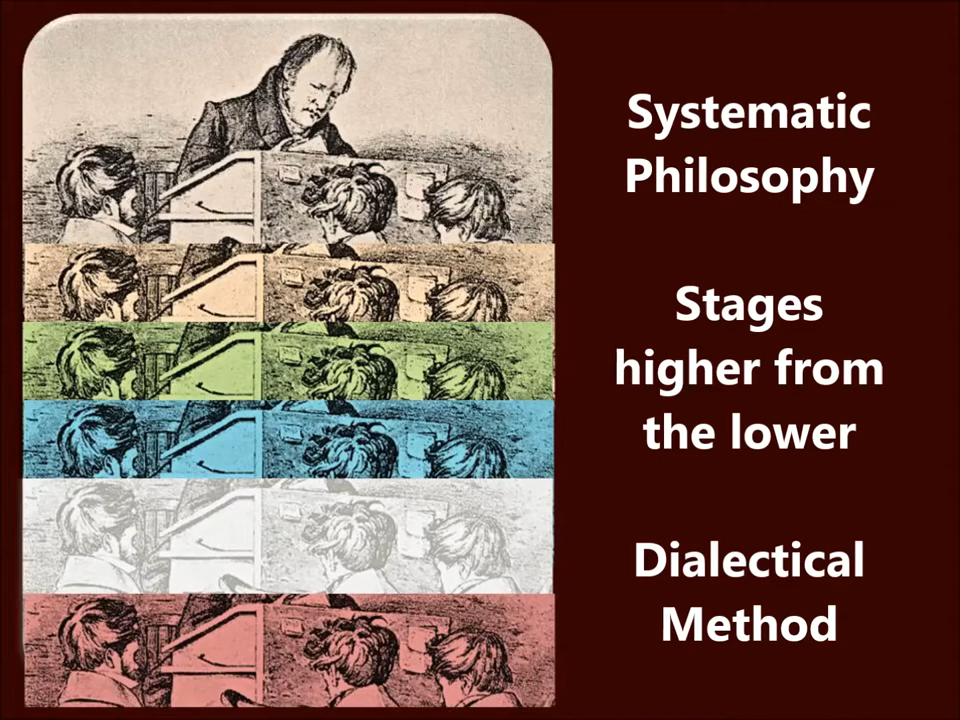 Systematic
Philosophy
Stages
higher from
the lower
Dialectical
Method